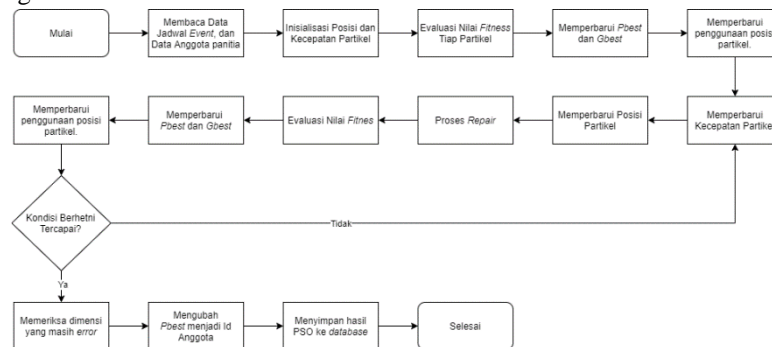 Mulai
Membaca Data
Jadwal Event, dan
Data Anggota panitia
Inisialisasi Posisi dan
Kecepatan Partikel
Evaluasi Nilai Fitness
Tiap Partikel
Memperbarui Pbest
dan Gbest
Memperbarui
penggunaan posisi
partikel.
Memperbarui
Kecepatan Partike
Memperbarui Posisi
Partikel
Proses Repair
Evaluasi Nilai Fitnes
Memperbarui
Pbest dan Gbest
Memperbarui
penggunaan posisi
partikel.
Kondisi Berhetni
Tercapai?
Tidak
Ya
Memeriksa dimensi
yang masih error
Mengubah
Pbest menjadi Id
Anggota
Menyimpan hasil
PSO ke database
Selesai